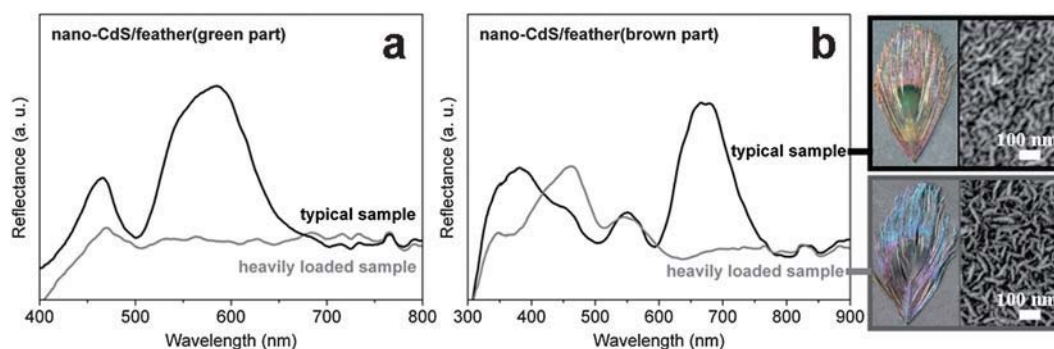 nano-CdS/feather(green part)
a
Reflectance (a. u.)
typical sample
heavily loaded sample
400 500 600 700 800
Wavelength (nm)
nano-CdS/feather(brown part)
b
Reflectance (a. u.)
typical sample
heavily loaded sample
300 400 500 600 700 800 900
Wavelength (nm)
100 nm
100 nm